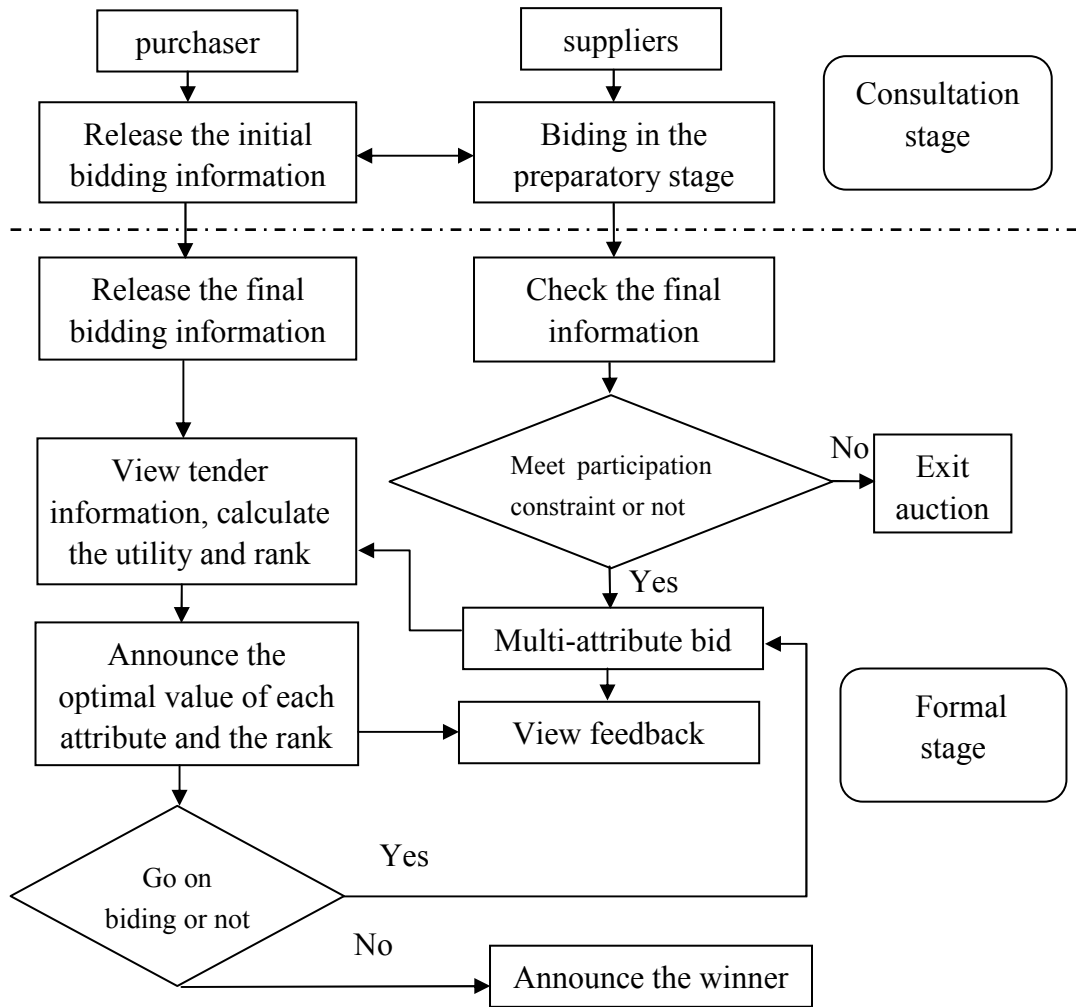 purchaser
suppliers
Consultation
stage
Release the initial
bidding information
Biding in the
preparatory stage
Release the final
bidding information
Check the final
information
View tender
information, calculate
the utility and rank
Meet participation
constraint or not
No
Exit
auction
Yes
Multi-attribute bid
Announce the
optimal value of each
attribute and the rank
View feedback
Formal
stage
Go on
biding or not
Yes
No
Announce the winner